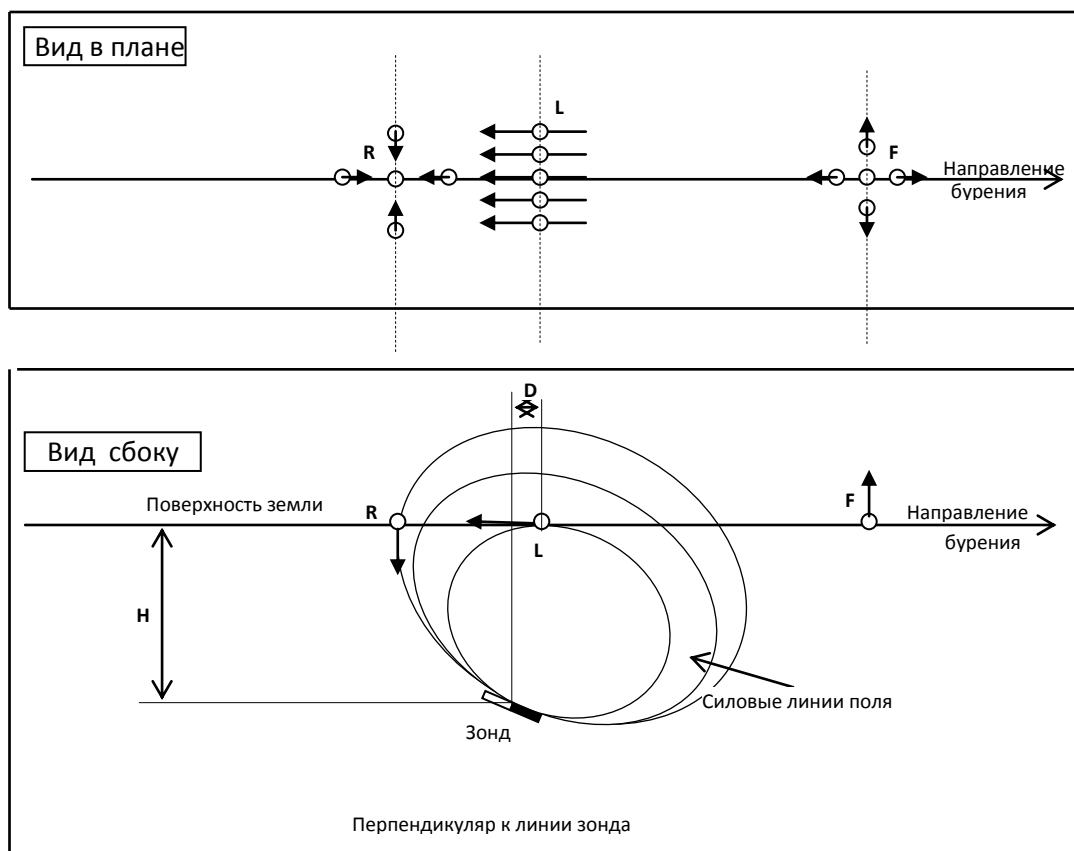 Вид в плане
L
R
F
Направление
бурения
D
Вид сбоку
Поверхность земли
R
F
Направление
бурения
L
H
Силовые линии поля
Зонд
Перпендикуляр к линии зонда